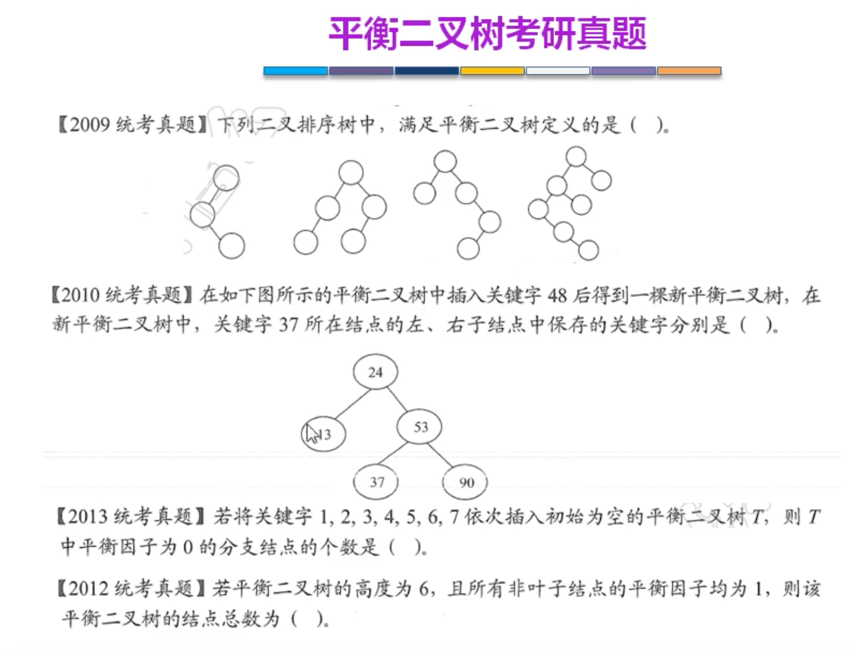 平衡二叉树考研真题
【2009 统考真题】下列二叉排序树中，满足平衡二叉树定义的是（ ）。
【2010 统考真题】在如下图所示的平衡二叉树中插入关键字 48 后得到一棵新平衡二叉树，在
新平衡二叉树中，关键字 37 所在结点的左、右子结点中保存的关键字分别是（ ）。
24
13
53
37
90
【2013 统考真题】若将关键字 1, 2, 3, 4, 5, 6, 7 依次插入初始为空的平衡二叉树 T，则 T
中平衡因子为 0 的分支结点的个数是（ ）。
【2012 统考真题】若平衡二叉树的高度为 6，且所有非叶子结点的平衡因子均为 1，则该
平衡二叉树的结点总数为（ ）。